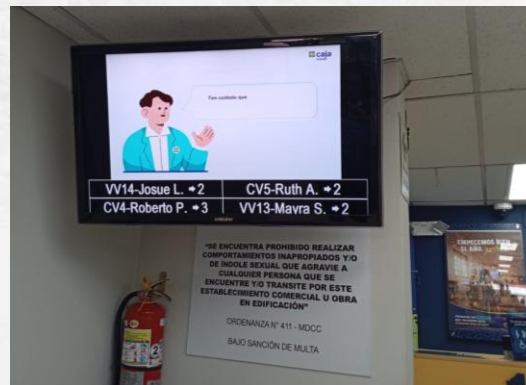 caja
Ten cuidado que
VV14-Josue L. →2
CV5-Ruth A. →2
CV4-Roberto P. →3
VV13-Mayra S. →2
"SE ENCUENTRA PROHIBIDO REALIZAR
COMPORTAMIENTOS INAPROPIADOS Y/O
DE ÍNDOLE SEXUAL QUE AGRAVIE A
CUALQUIER PERSONA QUE SE
ENCUENTRE Y/O TRANSITE POR ESTE
ESTABLECIMIENTO COMERCIAL U OBRA
EN EDIFICACIÓN"
ORDENANZA N° 411 - MDCC
BAJO SANCIÓN DE MULTA
EMPECEMOS BIEN
EL AÑO